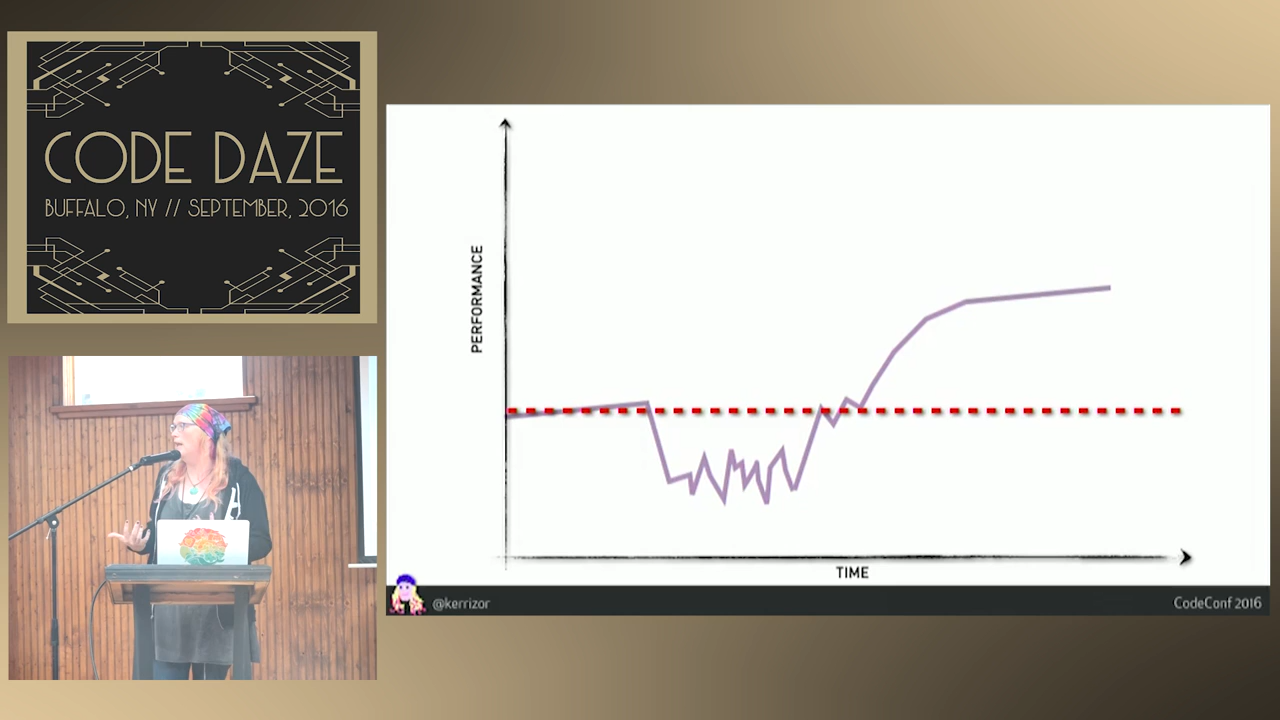 CODE DAZE
BUFFALO, NY // SEPTEMBER, 2016
PERFORMANCE
TIME
@kerrizor
CodeConf 2016